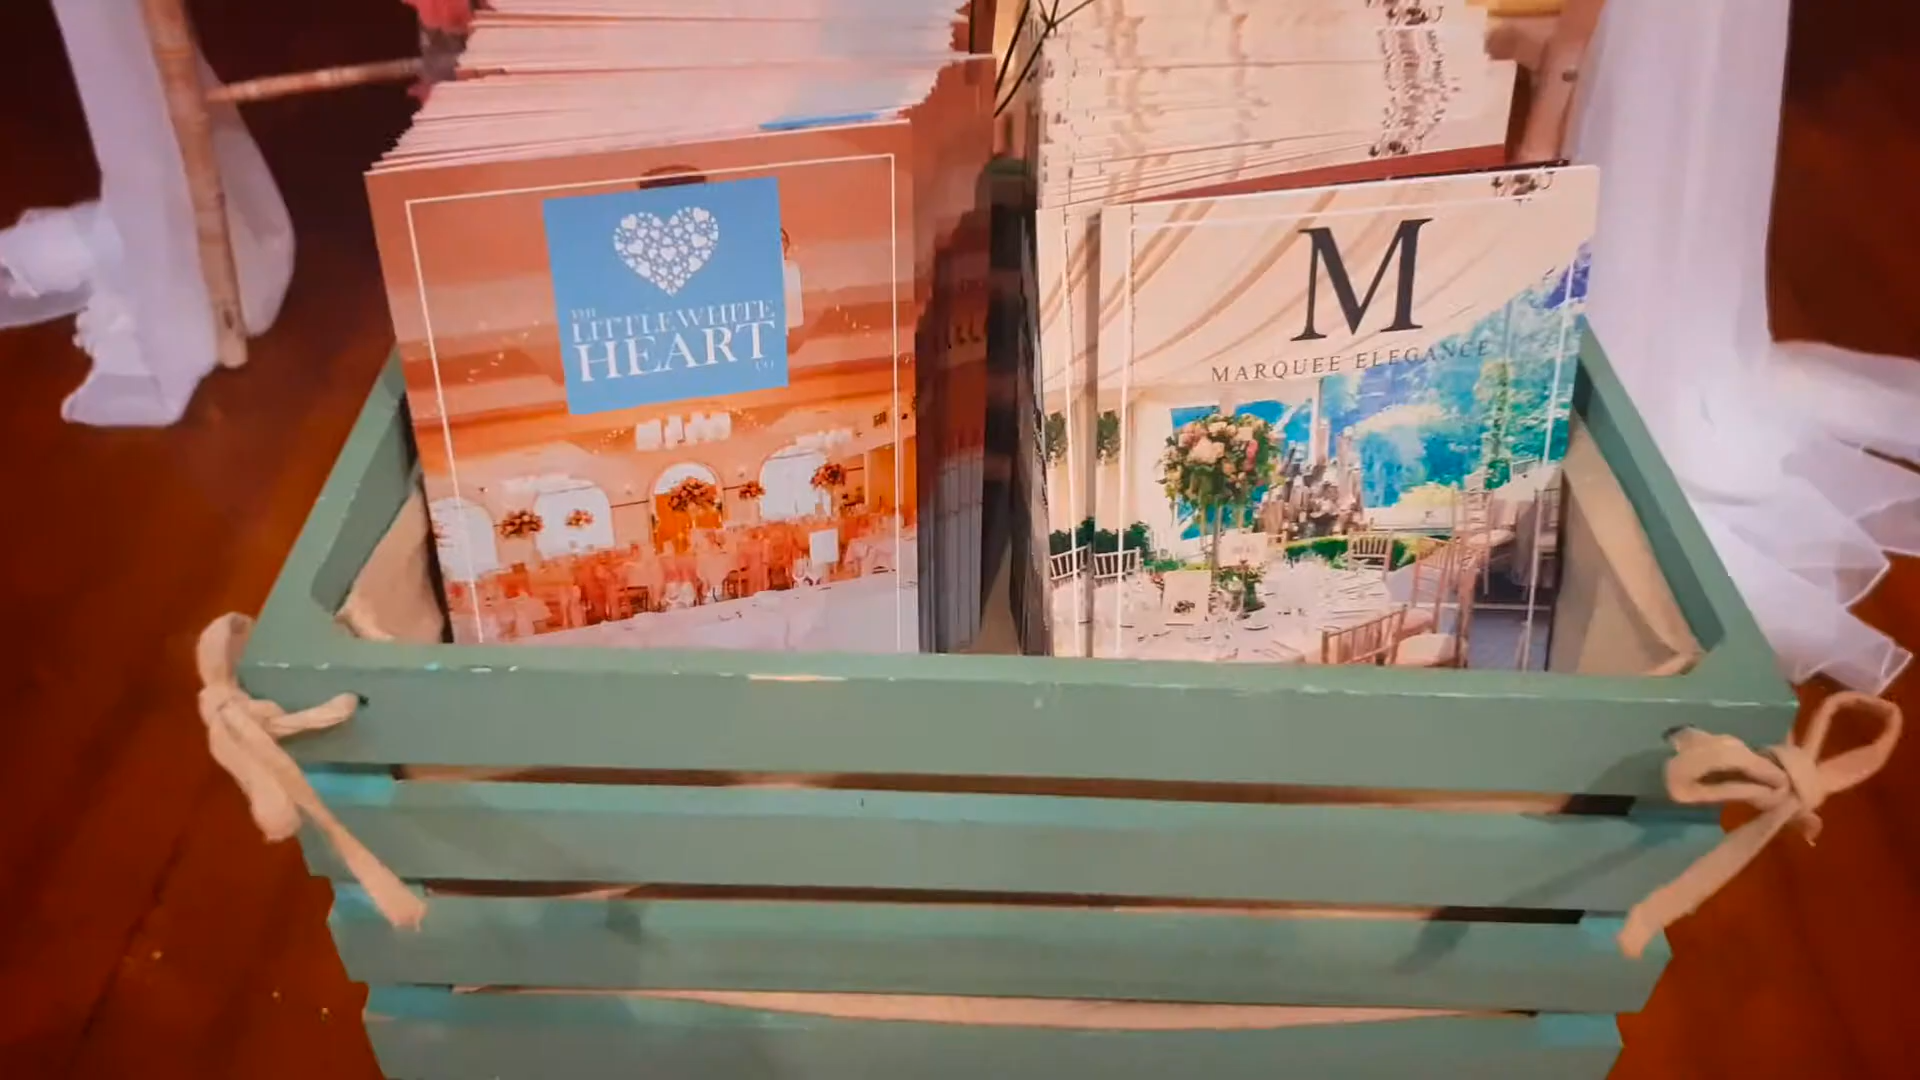 THE
LITTLE WHITE
HEART
CO
M
MARQUEE ELEGANCE